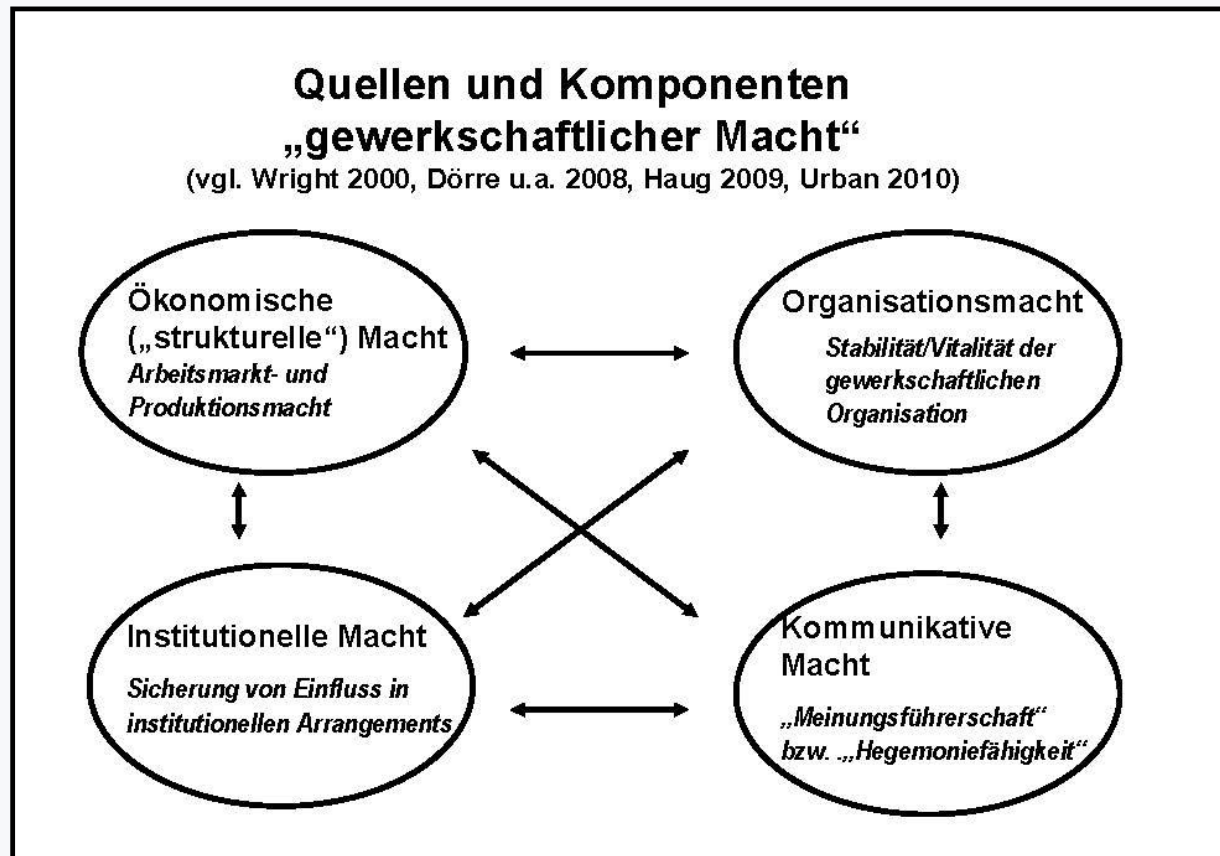 Quellen und Komponenten
„gewerkschaftlicher Macht“
(vgl. Wright 2000, Dörre u.a. 2008, Haug 2009, Urban 2010)
Ökonomische
(„strukturelle“) Macht
Arbeitsmarkt- und
Produktionsmacht
Organisationsmacht
Stabilität/Vitalität der
gewerkschaftlichen
Organisation
Institutionelle Macht
Sicherung von Einfluss in
institutionellen Arrangements
Kommunikative
Macht
„Meinungsführerschaft“
bzw. .„Hegemoniefähigkeit“